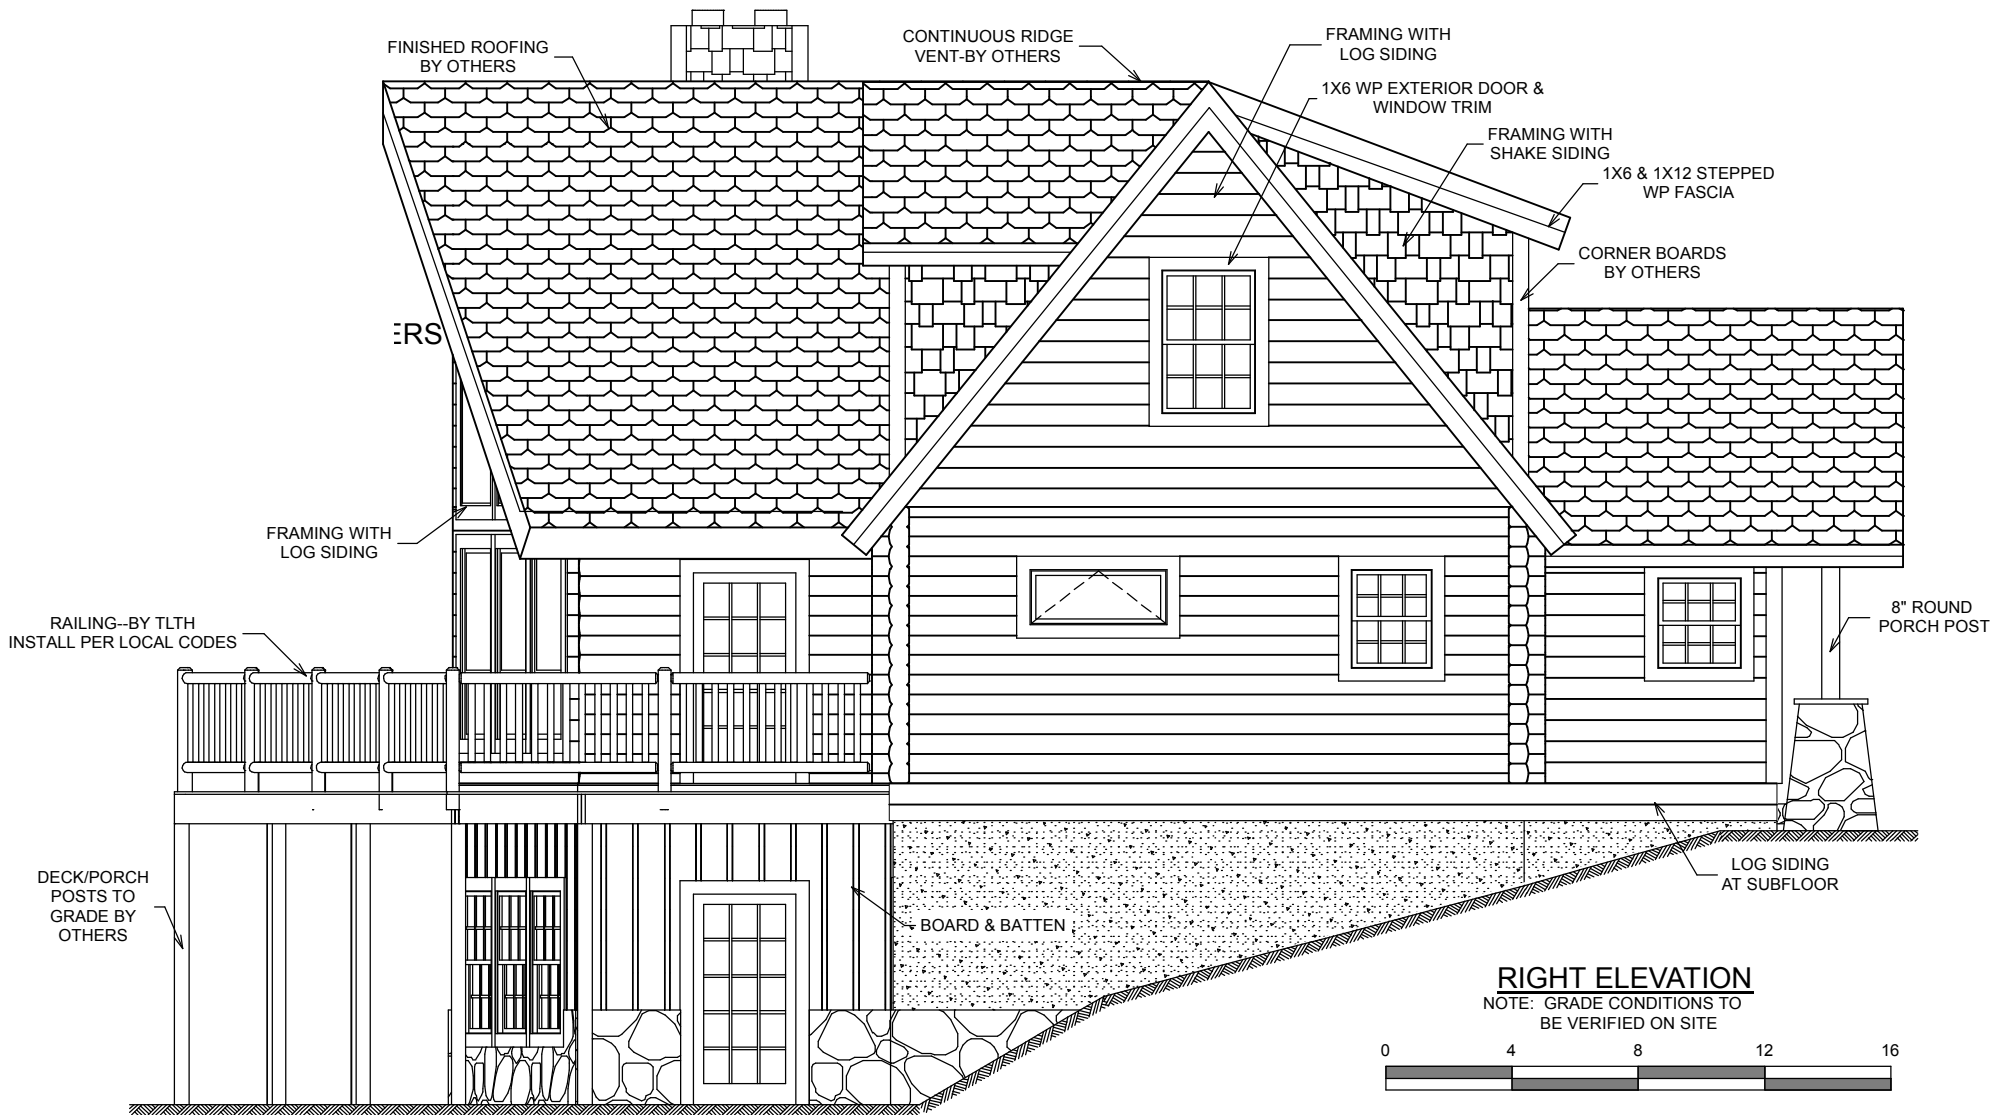 FINISHED ROOFING
BY OTHERS
CONTINUOUS RIDGE
VENT-BY OTHERS
FRAMING WITH
LOG SIDING
1X6 WP EXTERIOR DOOR &
WINDOW TRIM
FRAMING WITH
SHAKE SIDING
1X6 & 1X12 STEPPED
WP FASCIA
CORNER BOARDS
BY OTHERS
ERS
FRAMING WITH
LOG SIDING
RAILING--BY TLTH
INSTALL PER LOCAL CODES
8" ROUND
PORCH POST
DECK/PORCH
POSTS TO
GRADE BY
OTHERS
BOARD & BATTEN
LOG SIDING
AT SUBFLOOR
RIGHT ELEVATION
NOTE: GRADE CONDITIONS TO
BE VERIFIED ON SITE
0 4 8 12 16